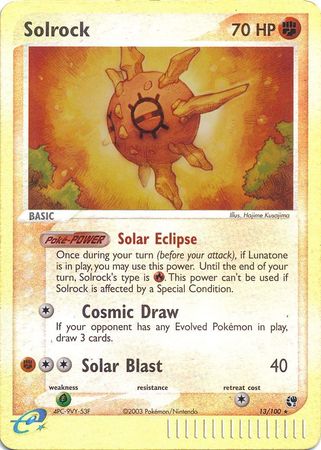 Solrock
70 HP
BASIC
Illus. Hajime Kusajima
Poké-POWER Solar Eclipse
Once during your turn (before your attack), if Lunatone
is in play, you may use this power. Until the end of your
turn, Solrock's type is . This power can't be used if
Solrock is affected by a Special Condition.
Cosmic Draw
If your opponent has any Evolved Pokémon in play,
draw 3 cards.
Solar Blast 40
weakness resistance retreat cost
4PC-9VY-53F ©2003 Pokémon/Nintendo 13/100 ★
e